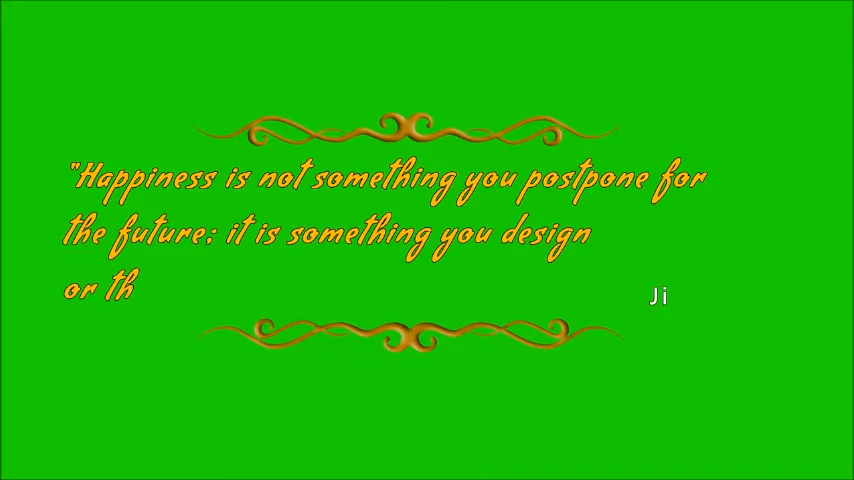 "Happiness is not something you postpone for
the future; it is something you design
or th
Ji